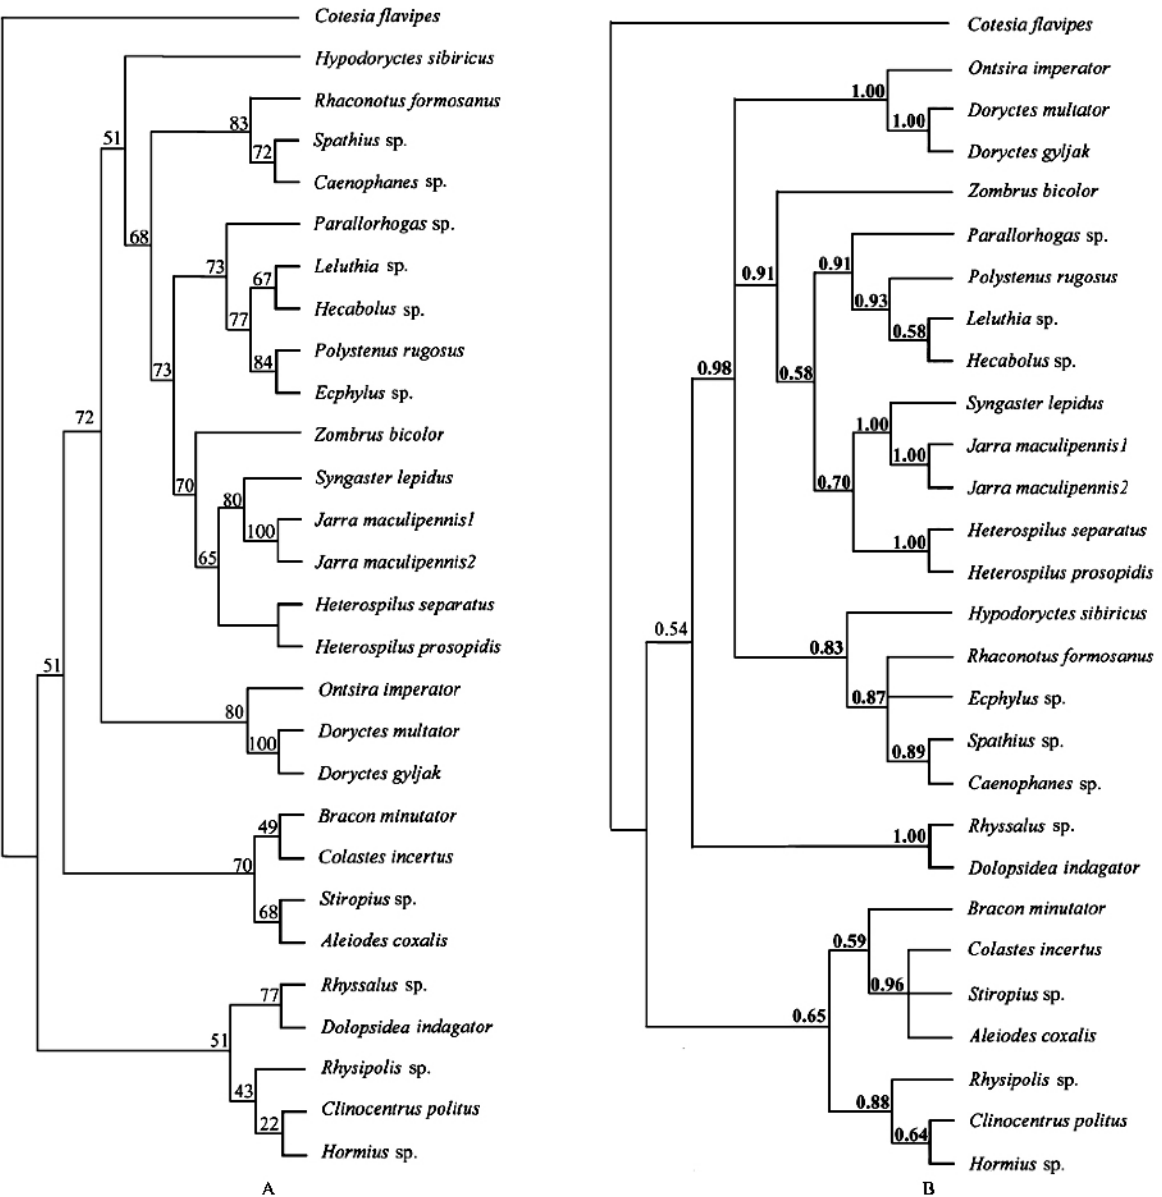 Cotesia flavipes
Hypodoryctes sibiricus
Rhaconotus formosanus
83
Spathius sp.
51
72
Caenophanes sp.
Parallorhogas sp.
68
Leluthia sp.
73
67
Hecabolus sp.
77
Polystenus rugosus
84
73
Ecphylus sp.
72
Zombrus bicolor
Syngaster lepidus
70
80
Jarra maculipennis1
100
Jarra maculipennis2
65
Heterospilus separatus
Heterospilus prosopidis
51
Ontsira imperator
80
Doryctes multator
100
Doryctes gyljak
Bracon minutator
49
Colastes incertus
70
Stiropius sp.
68
Aleiodes coxalis
Rhyssalus sp.
77
Dolopsidea indagator
51
Rhysipolis sp.
43
Clinocentrus politus
22
Hormius sp.
A
Cotesia flavipes
Ontsira imperator
1.00
Doryctes multator
1.00
Doryctes gyljak
Zombrus bicolor
Parallorhogas sp.
0.91
0.91
Polystenus rugosus
0.93
Leluthia sp.
0.58
Hecabolus sp.
0.98
0.58
Syngaster lepidus
1.00
Jarra maculipennis1
1.00
Jarra maculipennis2
0.70
Heterospilus separatus
1.00
Heterospilus prosopidis
Hypodoryctes sibiricus
0.54
0.83
Rhaconotus formosanus
0.87
Ecphylus sp.
Spathius sp.
0.89
Caenophanes sp.
Rhyssalus sp.
1.00
Dolopsidea indagator
Bracon minutator
0.59
Colastes incertus
0.96
Stiropius sp.
0.65
Aleiodes coxalis
Rhysipolis sp.
0.88
Clinocentrus politus
0.64
Hormius sp.
B